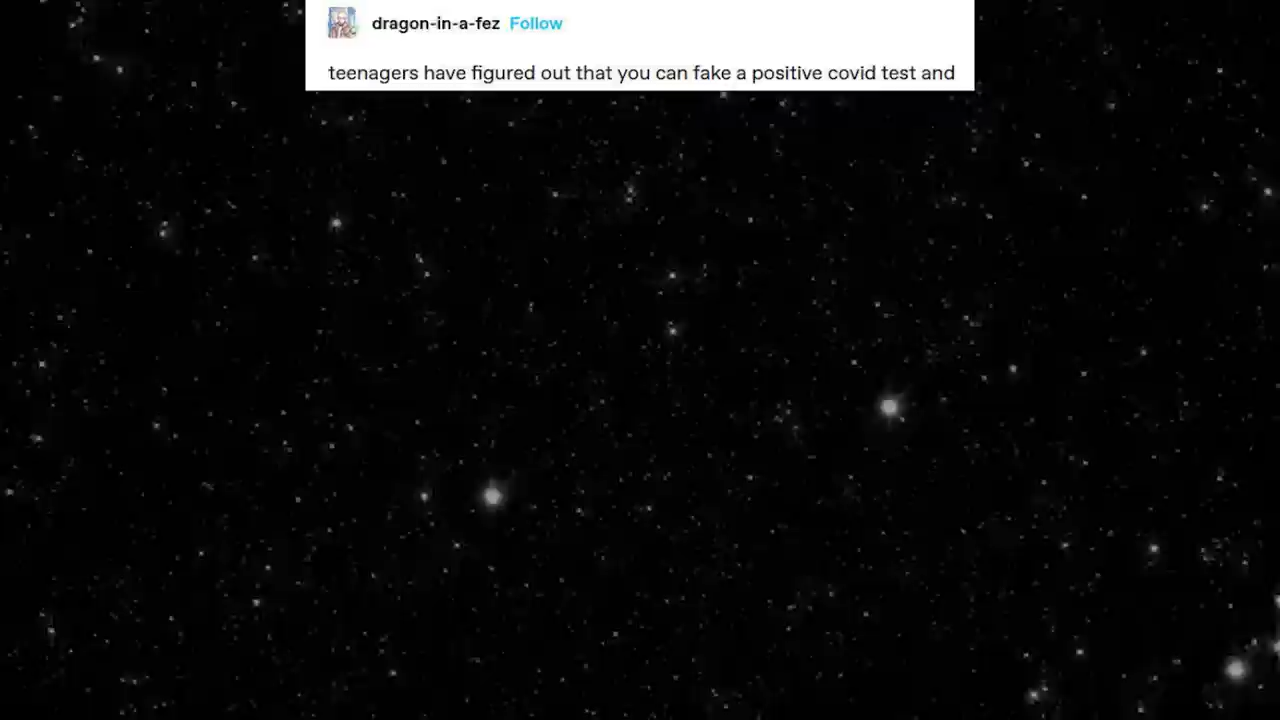 dragon-in-a-fez Follow
teenagers have figured out that you can fake a positive covid test and